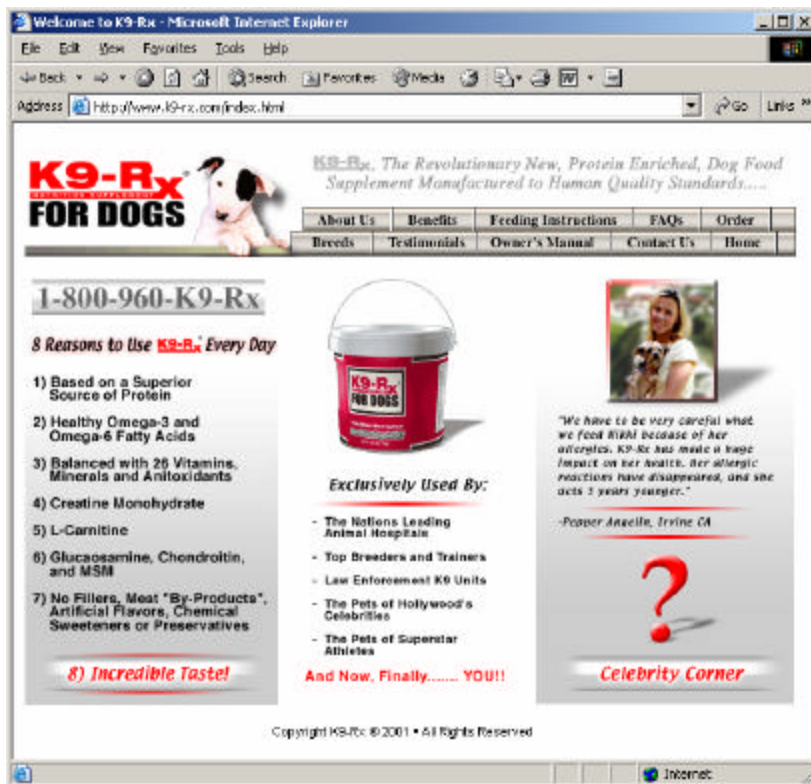 Welcome to K9-Rx - Microsoft Internet Explorer
File Edit View Favorites Tools Help
Back Search Favorites Media
Address http://www.k9-rx.com/index.html Go Links »
K9-Rx
NUTRITION SUPPLEMENT
FOR DOGS
K9-Rx, The Revolutionary New, Protein Enriched, Dog Food
Supplement Manufactured to Human Quality Standards.....
About Us Benefits Feeding Instructions FAQs Order
Breeds Testimonials Owner's Manual Contact Us Home
1-800-960-K9-Rx
8 Reasons to Use K9-Rx Every Day
1) Based on a Superior
Source of Protein
2) Healthy Omega-3 and
Omega-6 Fatty Acids
3) Balanced with 26 Vitamins,
Minerals and Anitoxidants
4) Creatine Monohydrate
5) L-Carnitine
6) Glucaosamine, Chondroitin,
and MSM
7) No Fillers, Meat "By-Products",
Artificial Flavors, Chemical
Sweeteners or Preservatives
8) Incredible Taste!
K9-Rx
FOR DOGS
Exclusively Used By:
- The Nations Leading
Animal Hospitals
- Top Breeders and Trainers
- Law Enforcement K9 Units
- The Pets of Hollywood's
Celebrities
- The Pets of Superstar
Athletes
And Now, Finally....... YOU!!
"We have to be very careful what
we feed Nikki because of her
allergies. K9-Rx has made a huge
impact on her health. Her allergic
reactions have disappeared, and she
acts 3 years younger."
-Pepper Angelin, Irvine CA
Celebrity Corner
Copyright K9-Rx © 2001 • All Rights Reserved
Internet